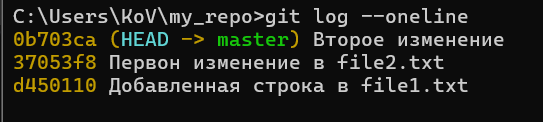 C:\Users\KoV\my_repo>git log --oneline
0b703ca (HEAD -> master) Второе изменение
37053f8 Первон изменение в file2.txt
d450110 Добавленная строка в file1.txt